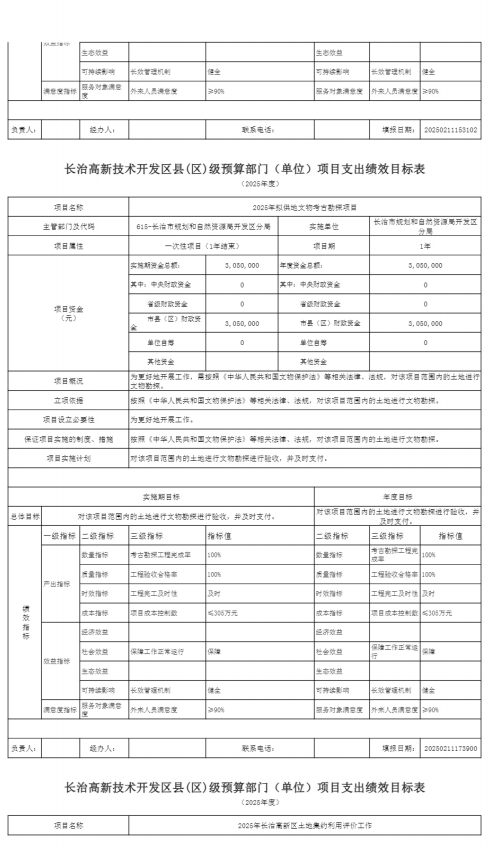 生态效益 生态效益
可持续影响 长效管理机制 健全 可持续影响 长效管理机制 健全
满意度指标 服务对象满意度 外来人员满意度 ≥90% 服务对象满意度 外来人员满意度 ≥90%
负责人： 经办人： 联系电话： 填报日期： 20250211153102
长治高新技术开发区县(区)级预算部门（单位）项目支出绩效目标表
（2025年度）
项目名称 2025年拟供地文物考古勘探项目
主管部门及代码 615-长治市规划和自然资源局开发区分局 实施单位 长治市规划和自然资源局开发区分局
项目属性 一次性项目（1年结束） 项目期 1年
项目资金（元） 实施期资金总额： 3,050,000 年度资金总额： 3,050,000
其中：中央财政资金 0 其中：中央财政资金 0
省级财政资金 0 省级财政资金 0
市县（区）财政资金 3,050,000 市县（区）财政资金 3,050,000
单位自筹 0 单位自筹 0
其他资金 其他资金
项目概况 为更好地开展工作，需按照《中华人民共和国文物保护法》等相关法律、法规，对该项目范围内的土地进行文物勘探。
立项依据 按照《中华人民共和国文物保护法》等相关法律、法规，对该项目范围内的土地进行文物勘探。
项目设立必要性 为更好地开展工作。
保证项目实施的制度、措施 按照《中华人民共和国文物保护法》等相关法律、法规，对该项目范围内的土地进行文物勘探。
项目实施计划 对该项目范围内的土地进行文物勘探进行验收，并及时支付。
实施期目标 年度目标
总体目标 对该项目范围内的土地进行文物勘探进行验收，并及时支付。 对该项目范围内的土地进行文物勘探进行验收，并及时支付。
绩效指标 一级指标 二级指标 三级指标 指标值 二级指标 三级指标 指标值
产出指标 数量指标 考古勘探工程完成率 100% 数量指标 考古勘探工程完成率 100%
质量指标 工程验收合格率 100% 质量指标 工程验收合格率 100%
时效指标 工程完工及时性 及时 时效指标 工程完工及时性 及时
成本指标 项目成本控制数 ≤305万元 成本指标 项目成本控制数 ≤305万元
效益指标 经济效益 经济效益
社会效益 保障工作正常运行 保障 社会效益 保障工作正常运行 保障
生态效益 生态效益
可持续影响 长效管理机制 健全 可持续影响 长效管理机制 健全
满意度指标 服务对象满意度 外来人员满意度 ≥90% 服务对象满意度 外来人员满意度 ≥90%
负责人： 经办人： 联系电话： 填报日期： 20250211173900
长治高新技术开发区县(区)级预算部门（单位）项目支出绩效目标表
（2025年度）
项目名称 2025年长治高新区土地集约利用评价工作